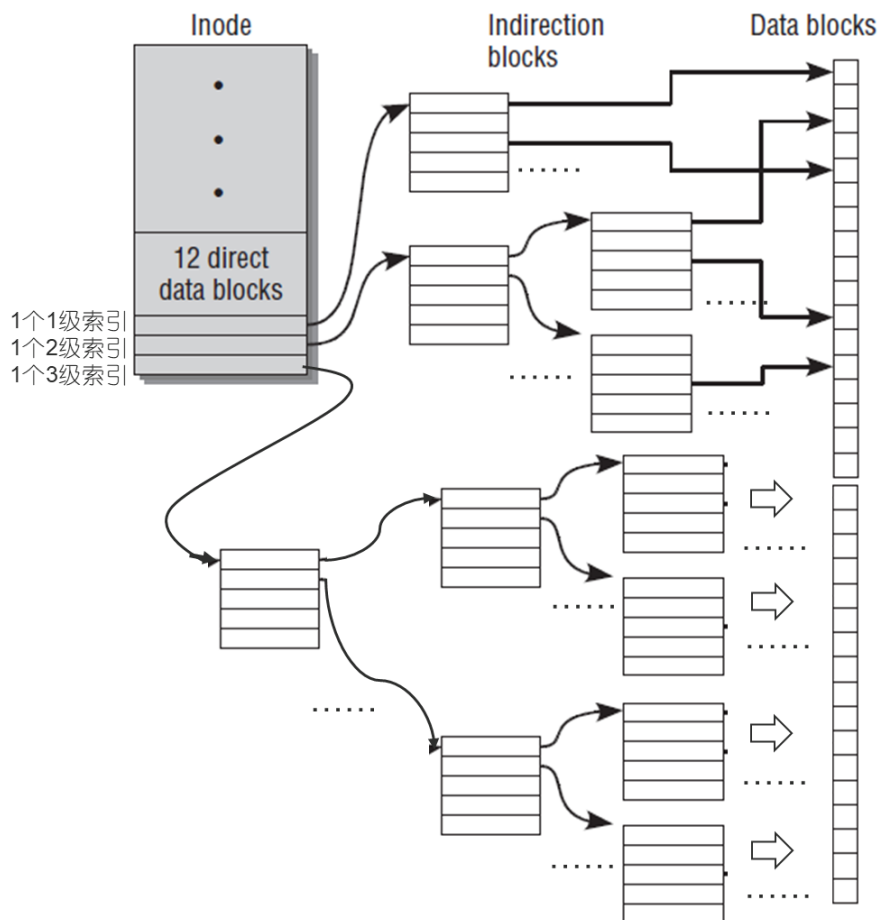 Inode
Indirection
blocks
Data blocks
12 direct
data blocks
1个1级索引
1个2级索引
1个3级索引